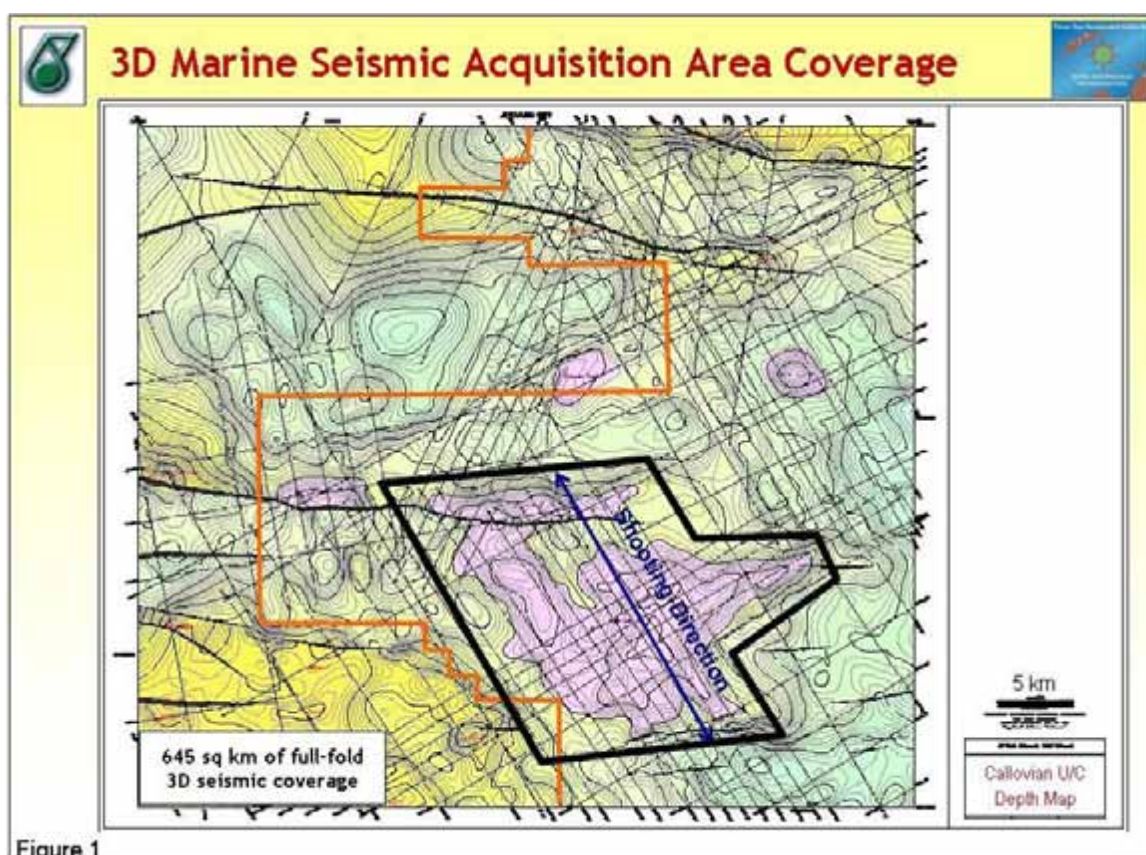 3D Marine Seismic Acquisition Area Coverage
Shooting Direction
645 sq km of full-fold
3D seismic coverage
5 km
Callovian U/C
Depth Map
Figure 1